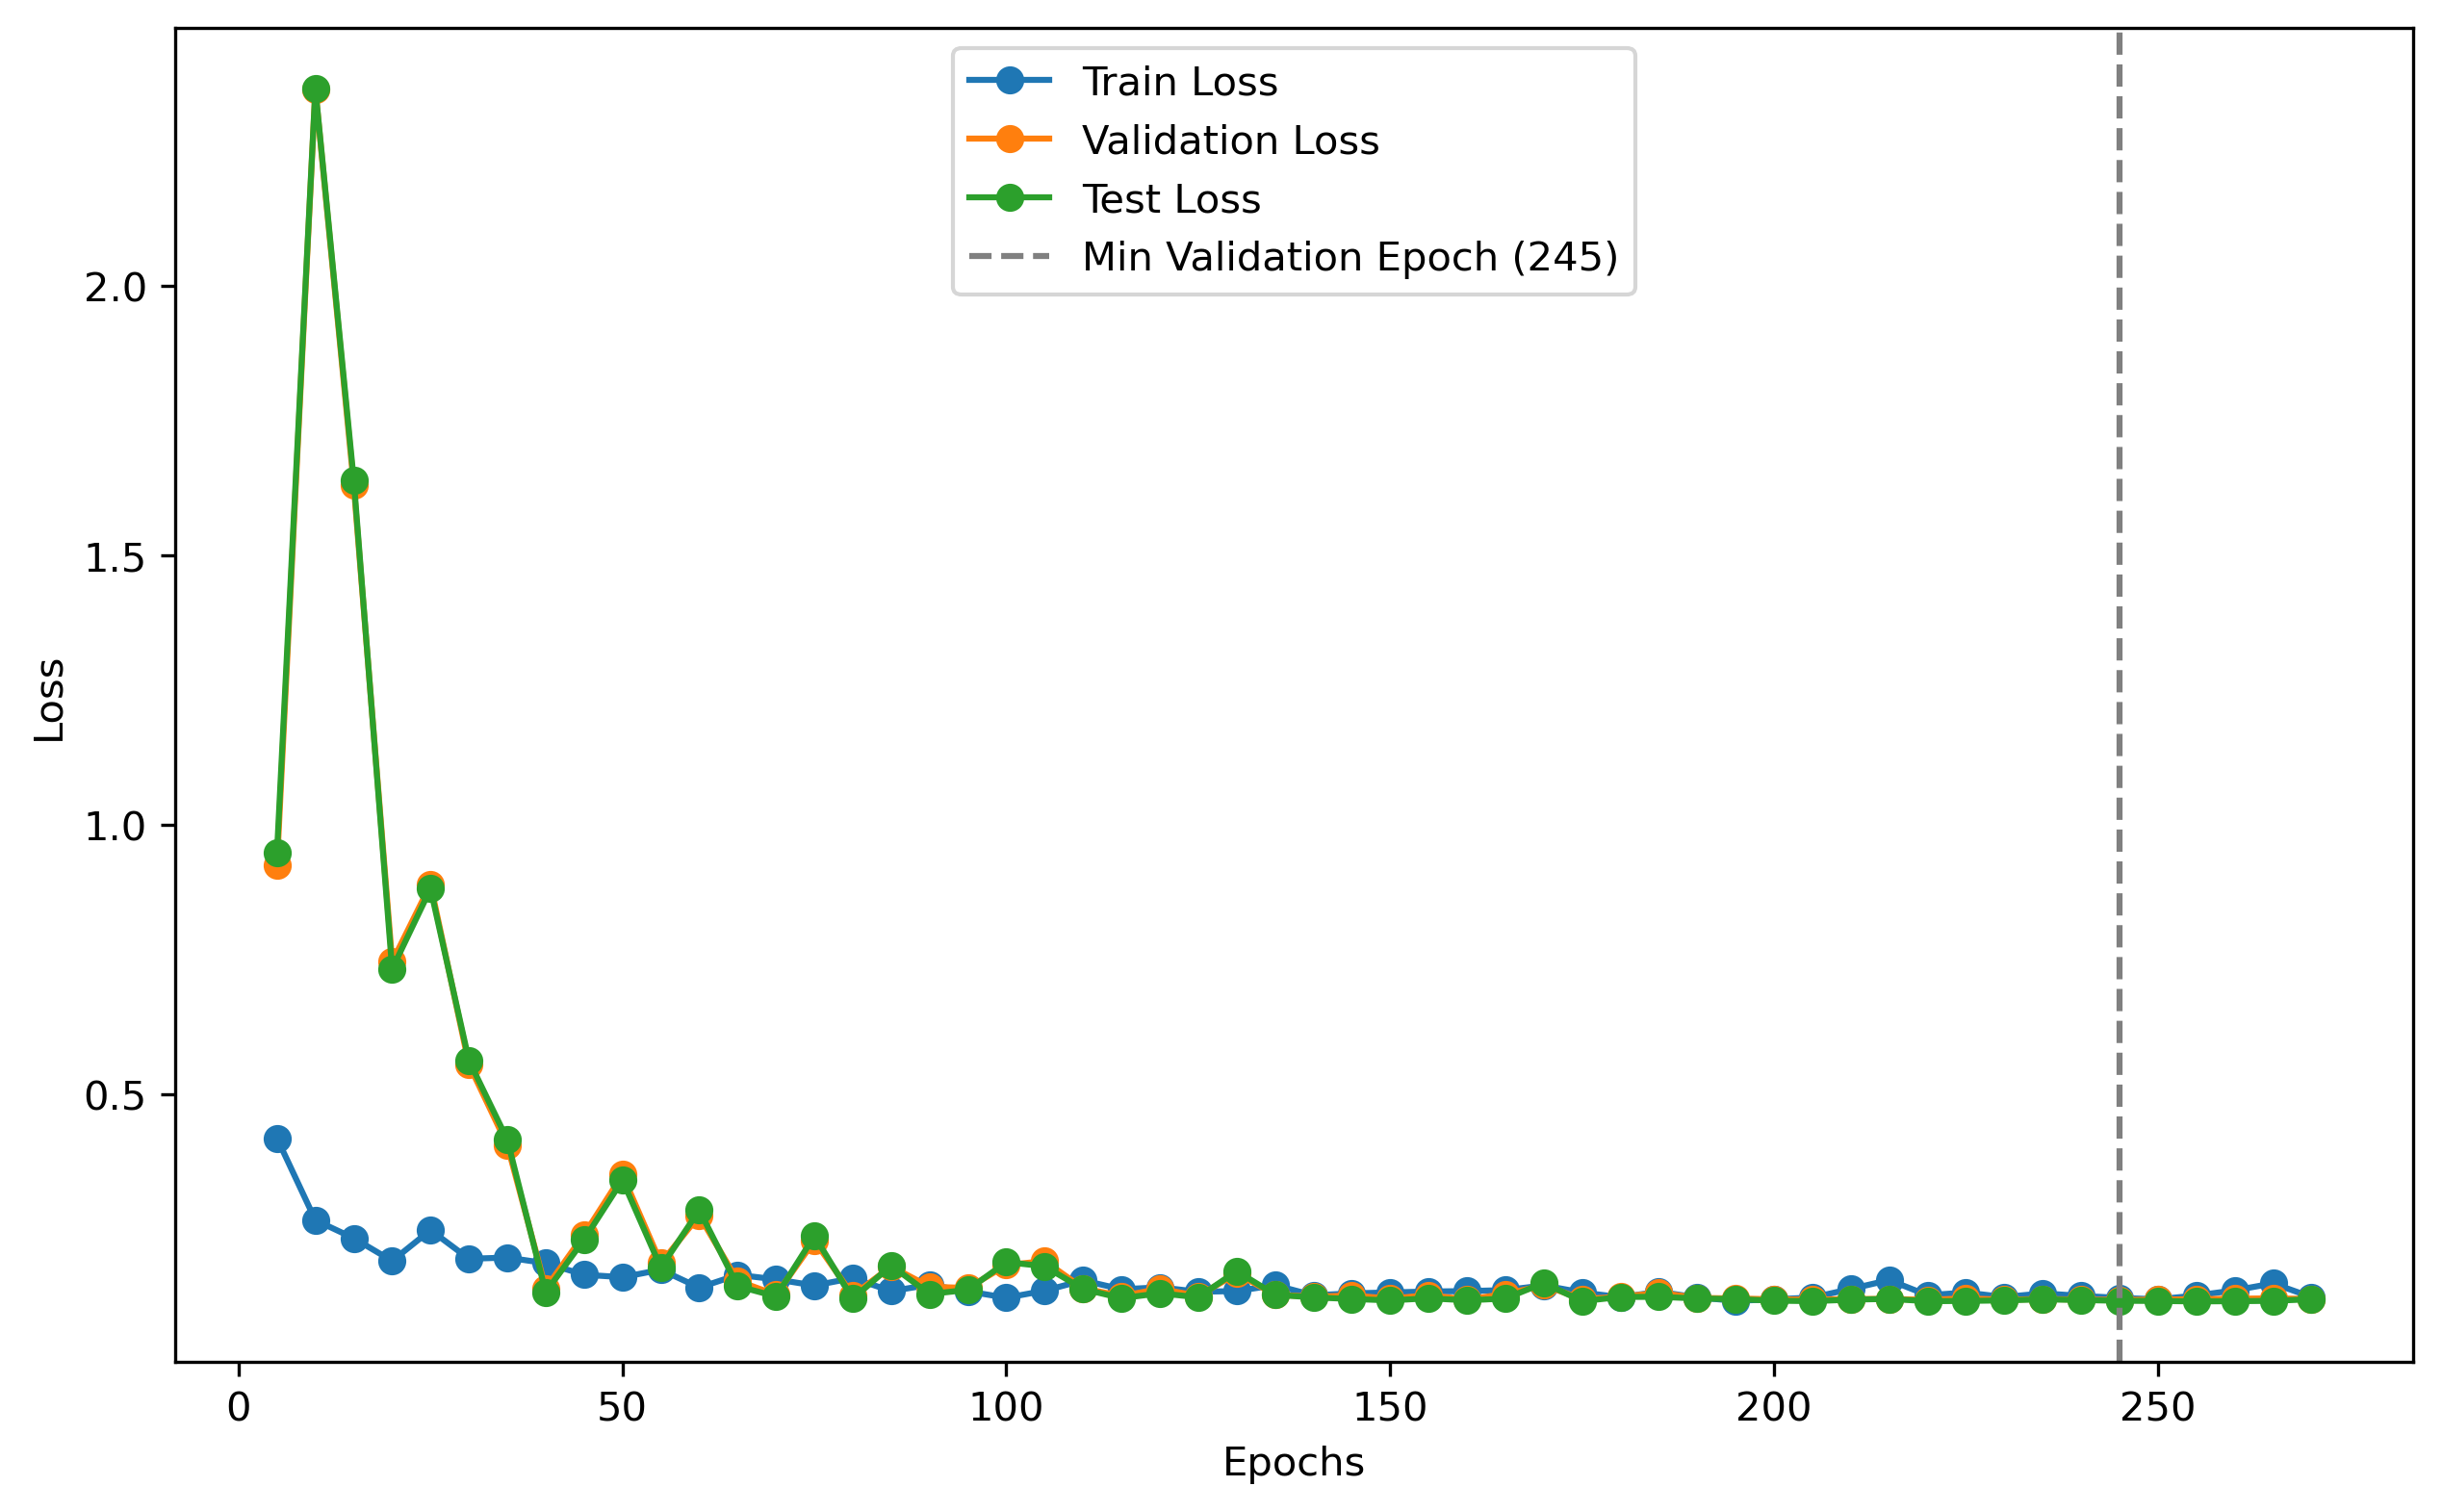 Train Loss
Validation Loss
Test Loss
Min Validation Epoch (245)
2.0
1.5
1.0
0.5
Loss
0 50 100 150 200 250
Epochs